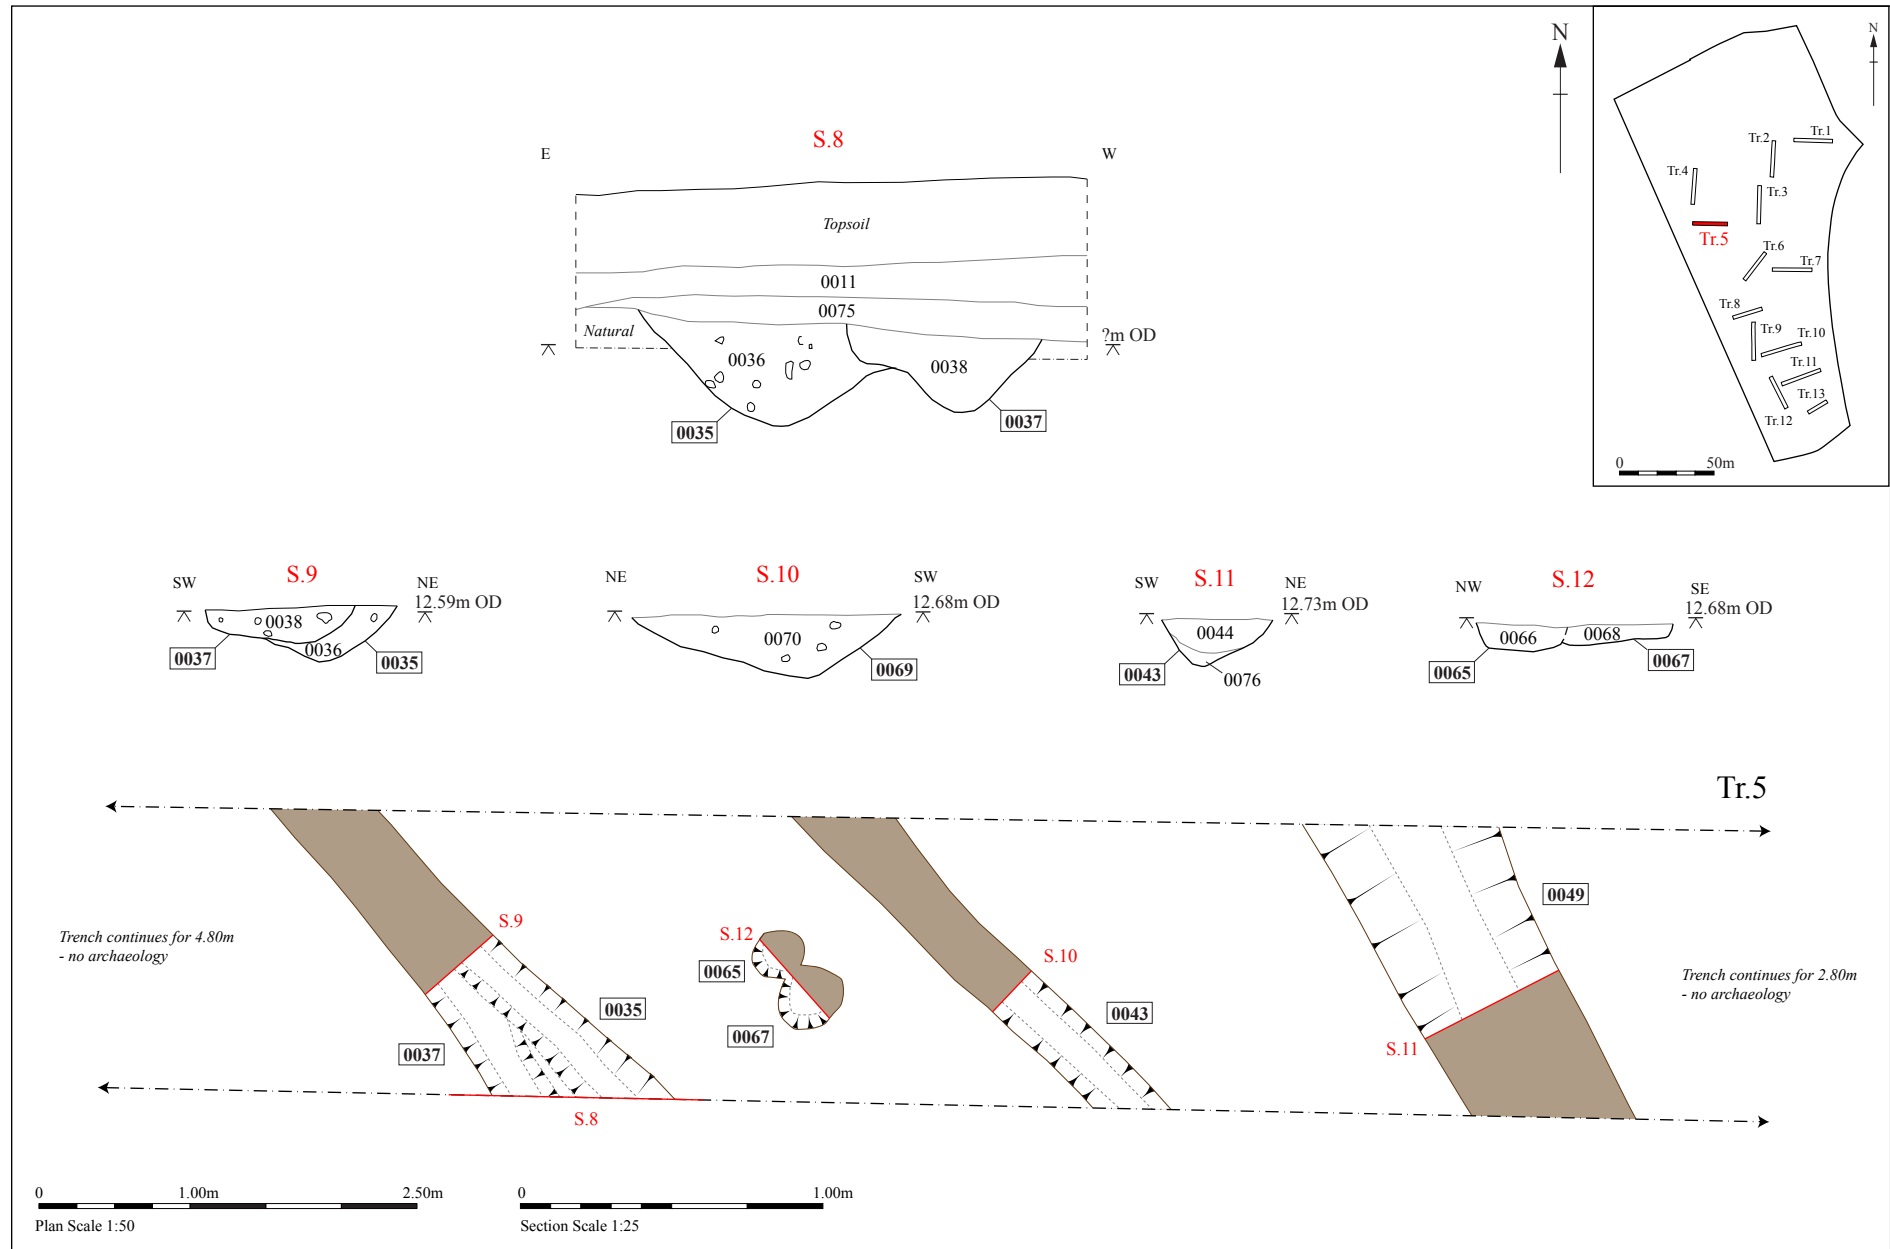 S.8
E
W
Topsoil
0011
0075
Natural
?m OD
0036
0038
0035
0037
N
N
Tr.1
Tr.2
Tr.3
Tr.4
Tr.5
Tr.6
Tr.7
Tr.8
Tr.9
Tr.10
Tr.11
Tr.13
Tr.12
0
50m
S.9
SW
NE
12.59m OD
0038
0036
0037
0035
S.10
NE
SW
12.68m OD
0070
0069
S.11
SW
NE
12.73m OD
0044
0043
0076
S.12
NW
SE
12.68m OD
0066
0068
0065
0067
Tr.5
Trench continues for 4.80m
- no archaeology
S.9
0035
0037
S.8
S.12
0065
0067
S.10
0043
0049
S.11
Trench continues for 2.80m
- no archaeology
0
1.00m
2.50m
Plan Scale 1:50
0
1.00m
Section Scale 1:25